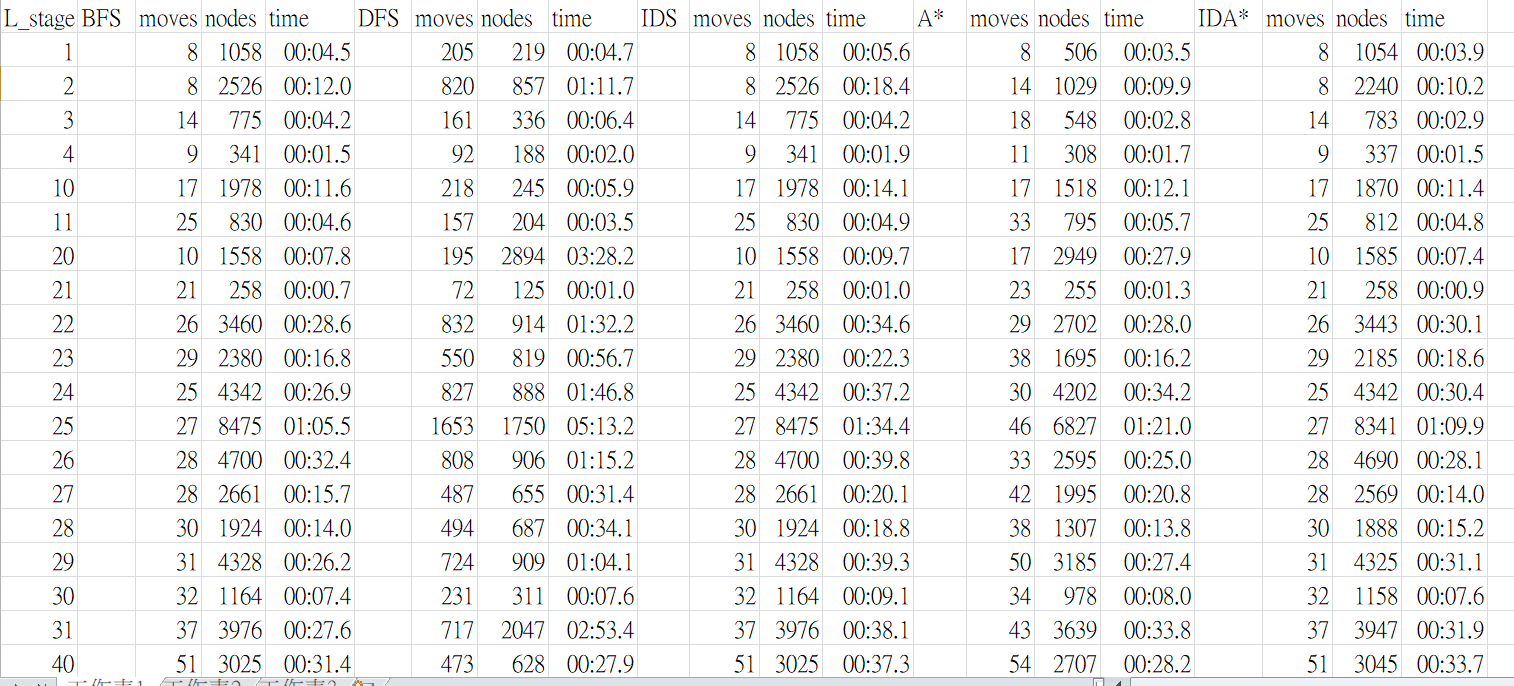 L_stage BFS moves nodes time DFS moves nodes time IDS moves nodes time A* moves nodes time IDA* moves nodes time
1 8 1058 00:04.5 205 219 00:04.7 8 1058 00:05.6 8 506 00:03.5 8 1054 00:03.9
2 8 2526 00:12.0 820 857 01:11.7 8 2526 00:18.4 14 1029 00:09.9 8 2240 00:10.2
3 14 775 00:04.2 161 336 00:06.4 14 775 00:04.2 18 548 00:02.8 14 783 00:02.9
4 9 341 00:01.5 92 188 00:02.0 9 341 00:01.9 11 308 00:01.7 9 337 00:01.5
10 17 1978 00:11.6 218 245 00:05.9 17 1978 00:14.1 17 1518 00:12.1 17 1870 00:11.4
11 25 830 00:04.6 157 204 00:03.5 25 830 00:04.9 33 795 00:05.7 25 812 00:04.8
20 10 1558 00:07.8 195 2894 03:28.2 10 1558 00:09.7 17 2949 00:27.9 10 1585 00:07.4
21 21 258 00:00.7 72 125 00:01.0 21 258 00:01.0 23 255 00:01.3 21 258 00:00.9
22 26 3460 00:28.6 832 914 01:32.2 26 3460 00:34.6 29 2702 00:28.0 26 3443 00:30.1
23 29 2380 00:16.8 550 819 00:56.7 29 2380 00:22.3 38 1695 00:16.2 29 2185 00:18.6
24 25 4342 00:26.9 827 888 01:46.8 25 4342 00:37.2 30 4202 00:34.2 25 4342 00:30.4
25 27 8475 01:05.5 1653 1750 05:13.2 27 8475 01:34.4 46 6827 01:21.0 27 8341 01:09.9
26 28 4700 00:32.4 808 906 01:15.2 28 4700 00:39.8 33 2595 00:25.0 28 4690 00:28.1
27 28 2661 00:15.7 487 655 00:31.4 28 2661 00:20.1 42 1995 00:20.8 28 2569 00:14.0
28 30 1924 00:14.0 494 687 00:34.1 30 1924 00:18.8 38 1307 00:13.8 30 1888 00:15.2
29 31 4328 00:26.2 724 909 01:04.1 31 4328 00:39.3 50 3185 00:27.4 31 4325 00:31.1
30 32 1164 00:07.4 231 311 00:07.6 32 1164 00:09.1 34 978 00:08.0 32 1158 00:07.6
31 37 3976 00:27.6 717 2047 02:53.4 37 3976 00:38.1 43 3639 00:33.8 37 3947 00:31.9
40 51 3025 00:31.4 473 628 00:27.9 51 3025 00:37.3 54 2707 00:28.2 51 3045 00:33.7